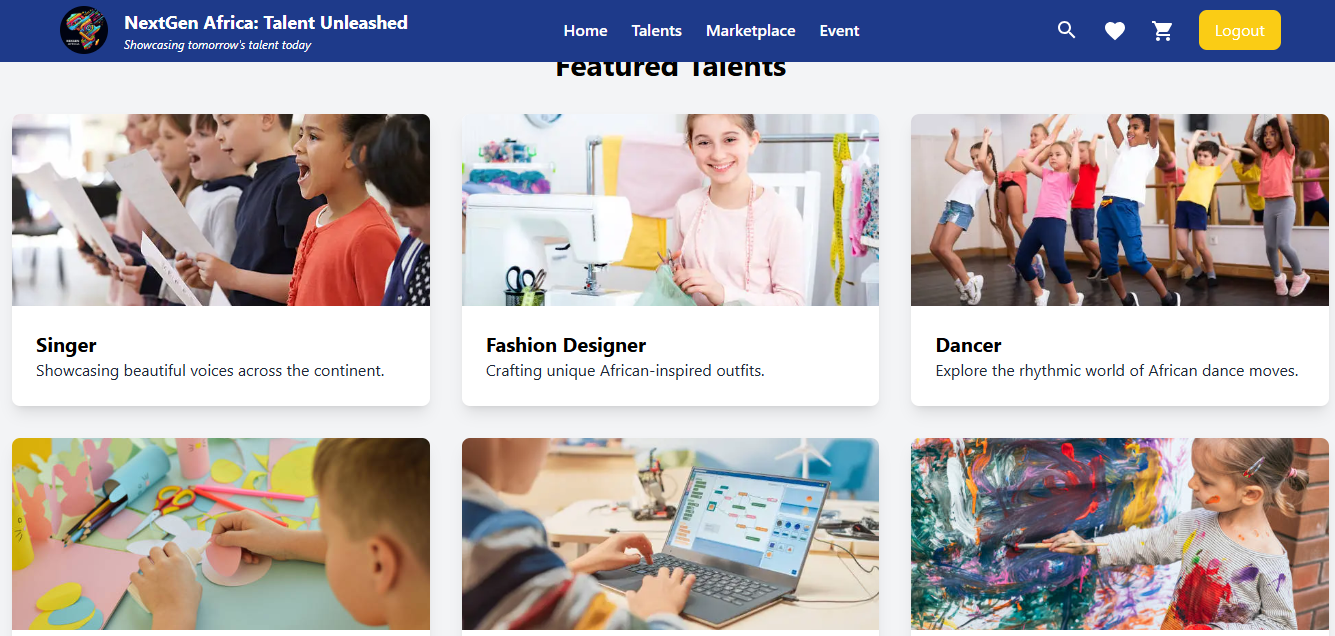 NextGen Africa: Talent Unleashed
Showcasing tomorrow's talent today
Home
Talents
Marketplace
Event
Logout
Featured Talents
Singer
Showcasing beautiful voices across the continent.
Fashion Designer
Crafting unique African-inspired outfits.
Dancer
Explore the rhythmic world of African dance moves.